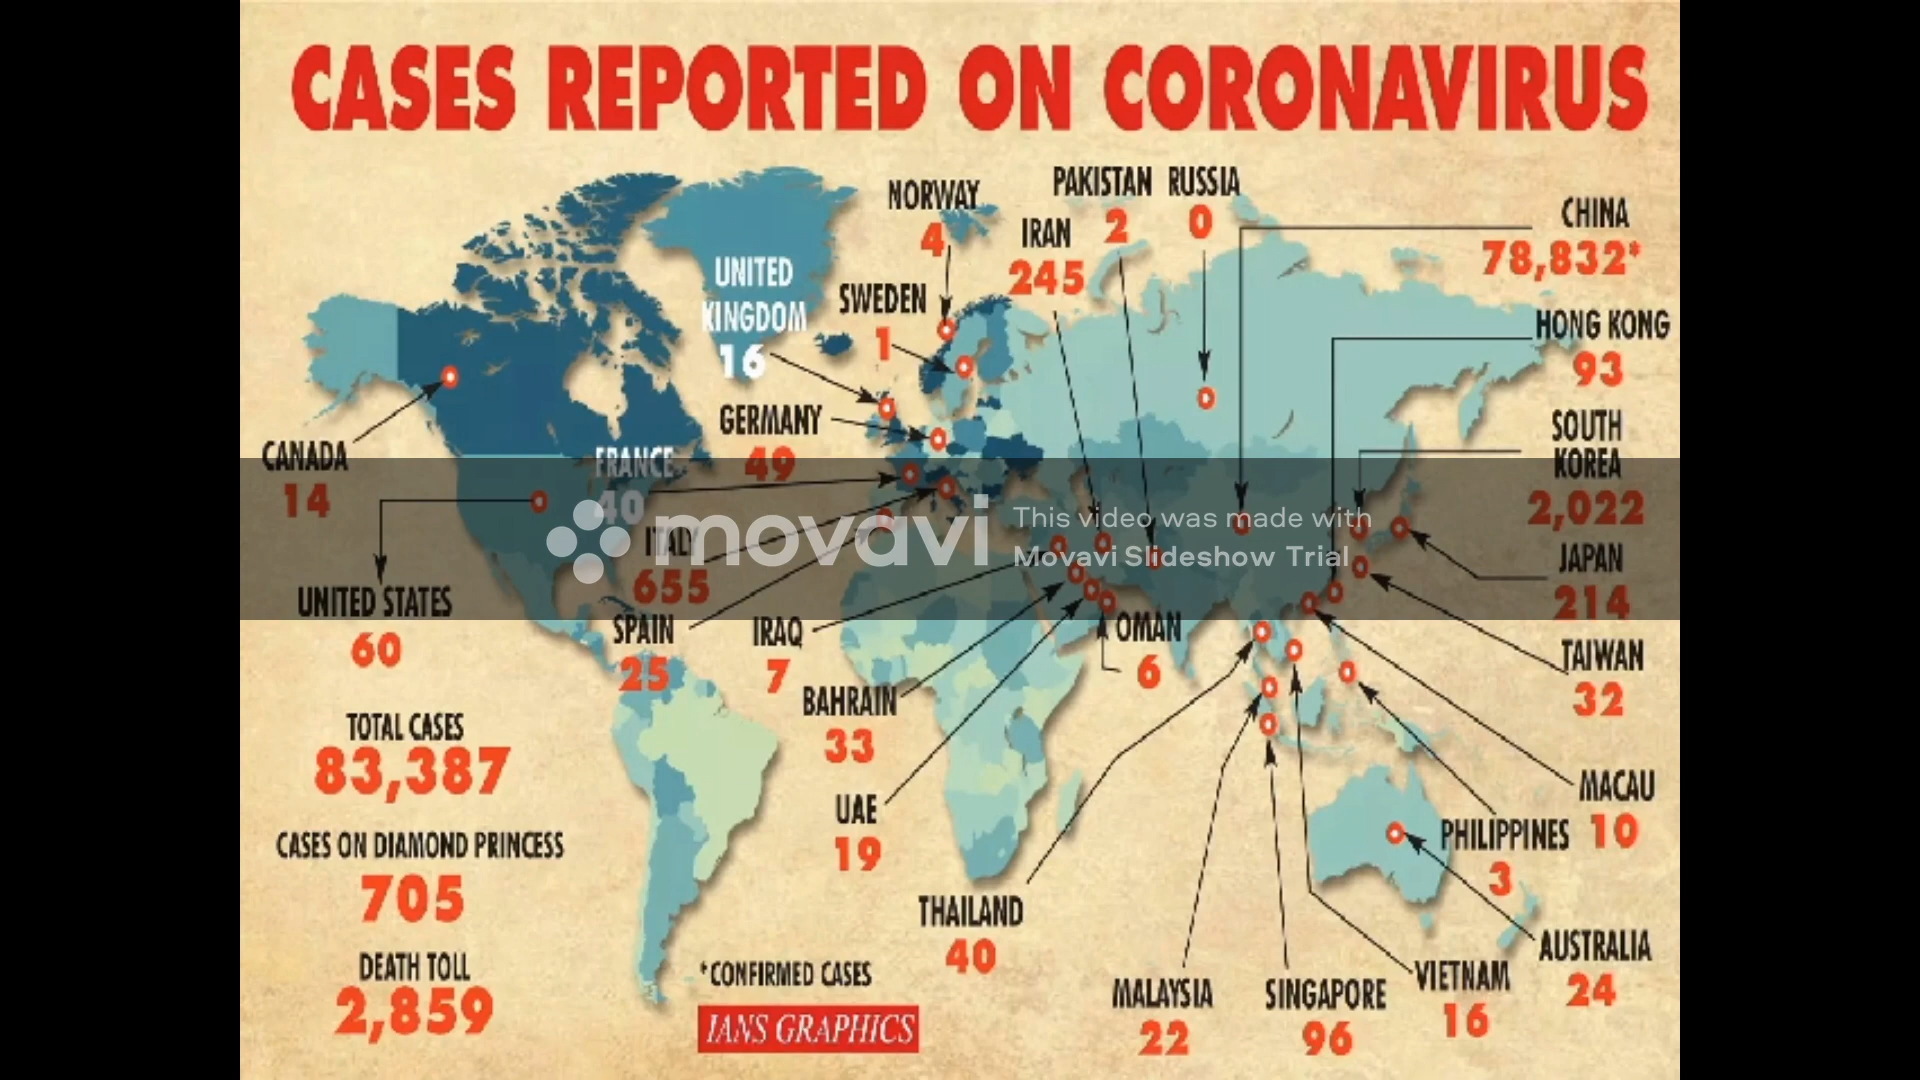 CASES REPORTED ON CORONAVIRUS
NORWAY
4
PAKISTAN
2
RUSSIA
0
IRAN
245
CHINA
78,832*
UNITED
KINGDOM
16
SWEDEN
1
HONG KONG
93
GERMANY
49
SOUTH
KOREA
2,022
CANADA
14
FRANCE
40
ITALY
655
movavi
This video was made with
Movavi Slideshow Trial
JAPAN
214
UNITED STATES
60
SPAIN
25
IRAQ
7
OMAN
6
TAIWAN
32
BAHRAIN
33
TOTAL CASES
83,387
UAE
19
MACAU
10
PHILIPPINES
3
CASES ON DIAMOND PRINCESS
705
THAILAND
40
AUSTRALIA
24
DEATH TOLL
2,859
*CONFIRMED CASES
IANS GRAPHICS
MALAYSIA
22
SINGAPORE
96
VIETNAM
16